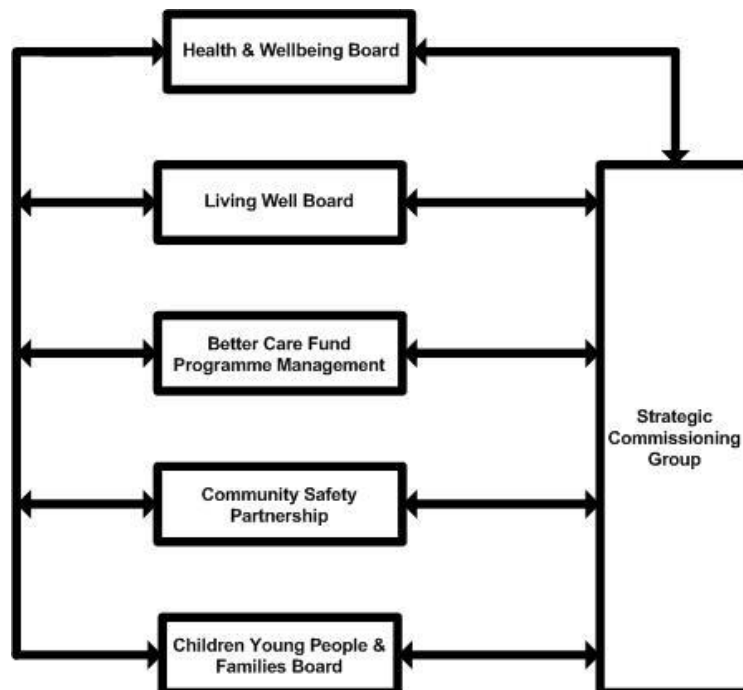 Health & Wellbeing Board
Living Well Board
Better Care Fund
Programme Management
Strategic
Commissioning
Group
Community Safety
Partnership
Children Young People &
Families Board